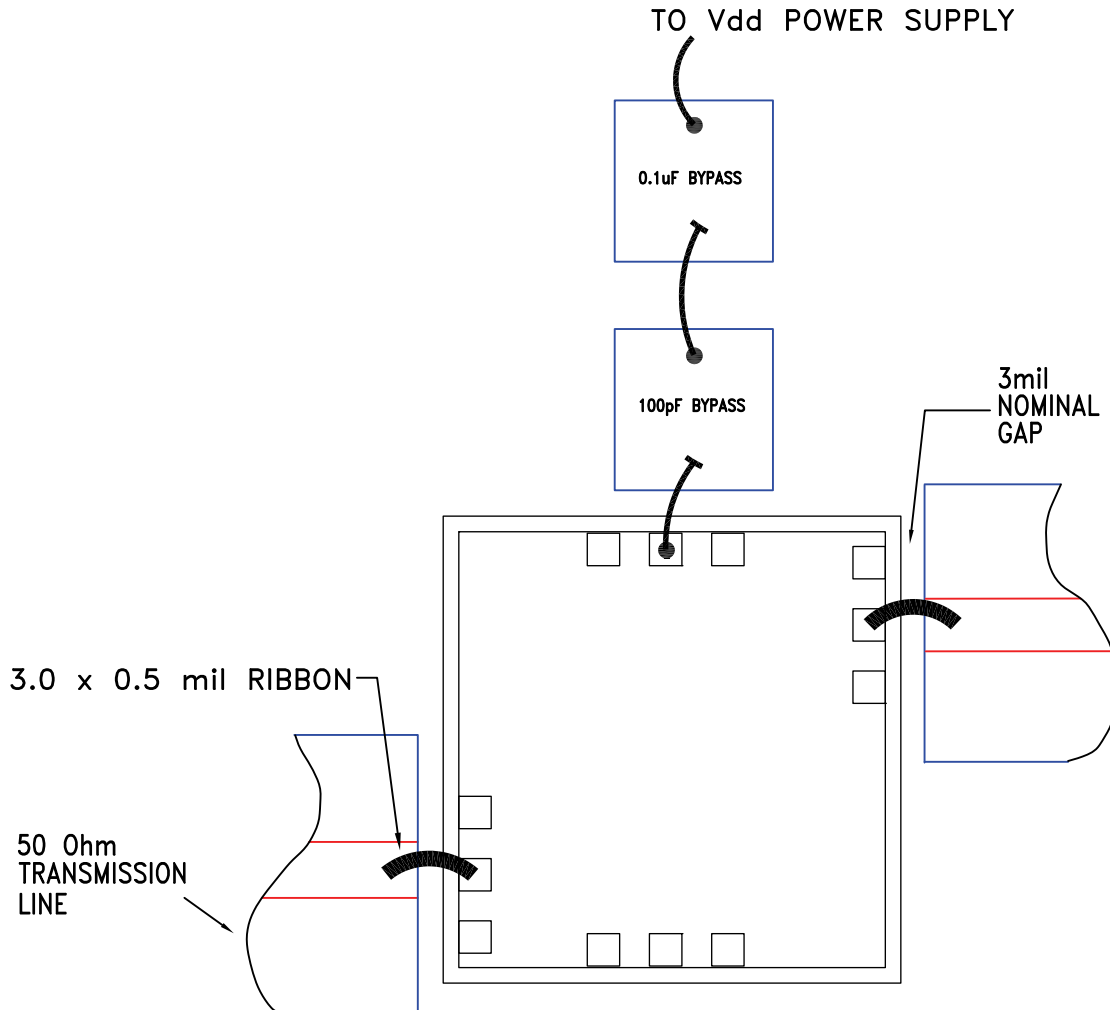 TO Vdd POWER SUPPLY
0.1uF BYPASS
100pF BYPASS
3mil
NOMINAL
GAP
3.0 x 0.5 mil RIBBON
50 Ohm
TRANSMISSION
LINE